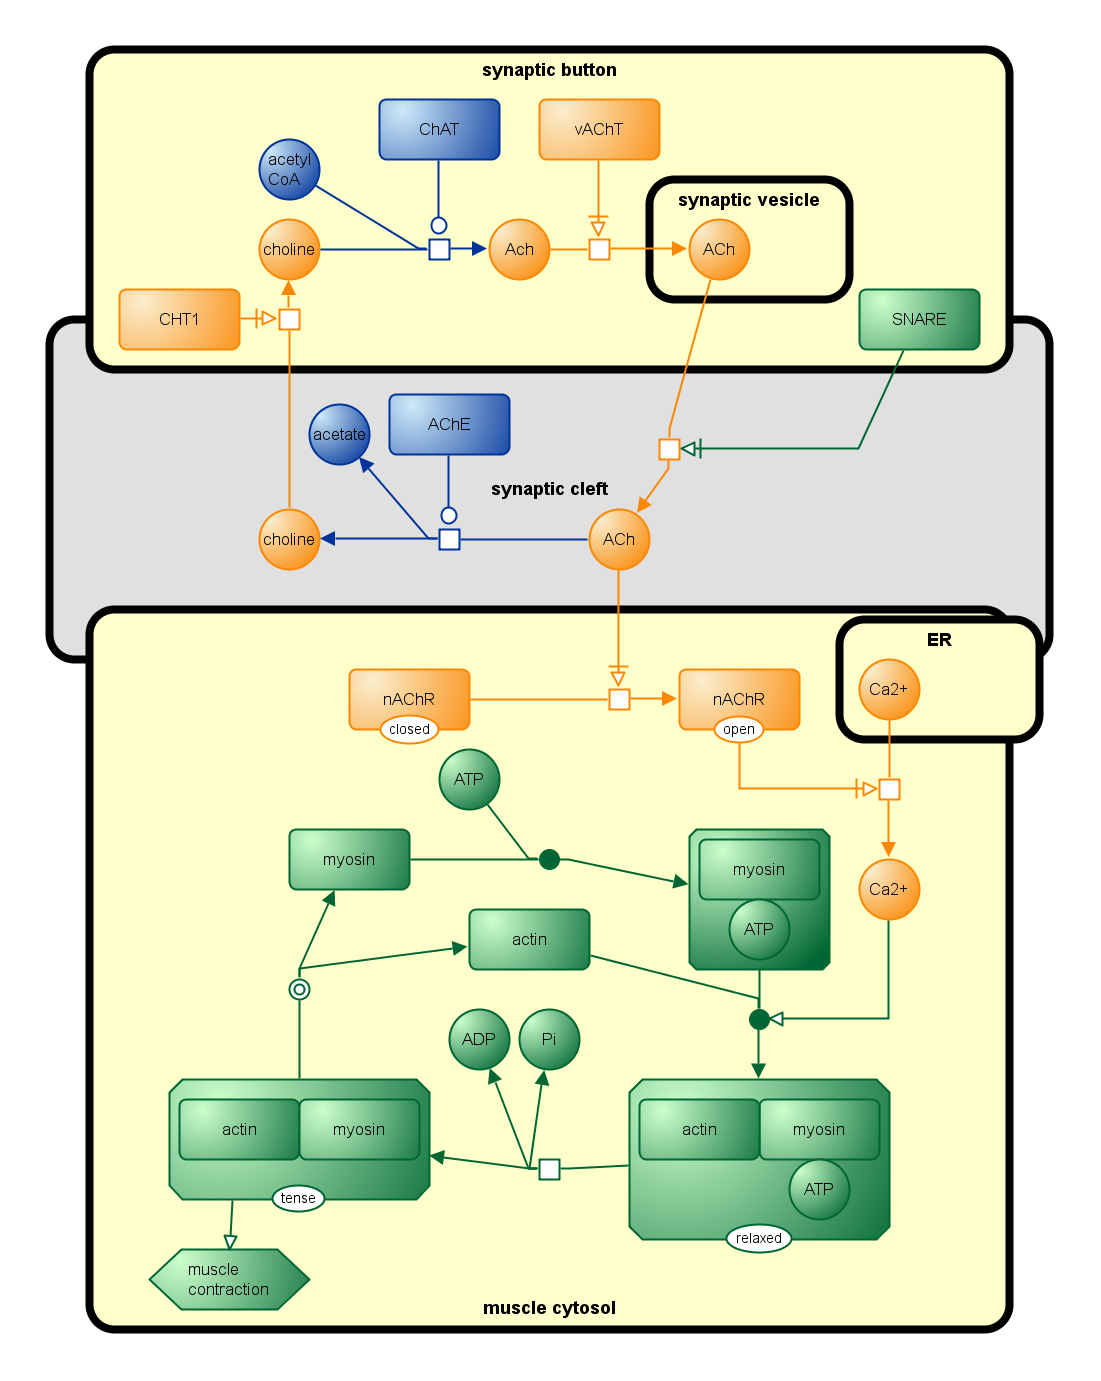 synaptic button
ChAT
vAChT
acetyl
CoA
synaptic vesicle
choline
Ach
ACh
CHT1
SNARE
acetate
AChE
synaptic cleft
choline
ACh
ER
Ca2+
nAChR
closed
nAChR
open
ATP
myosin
myosin
ATP
Ca2+
actin
ADP
Pi
actin
myosin
tense
actin
myosin
ATP
relaxed
muscle
contraction
muscle cytosol